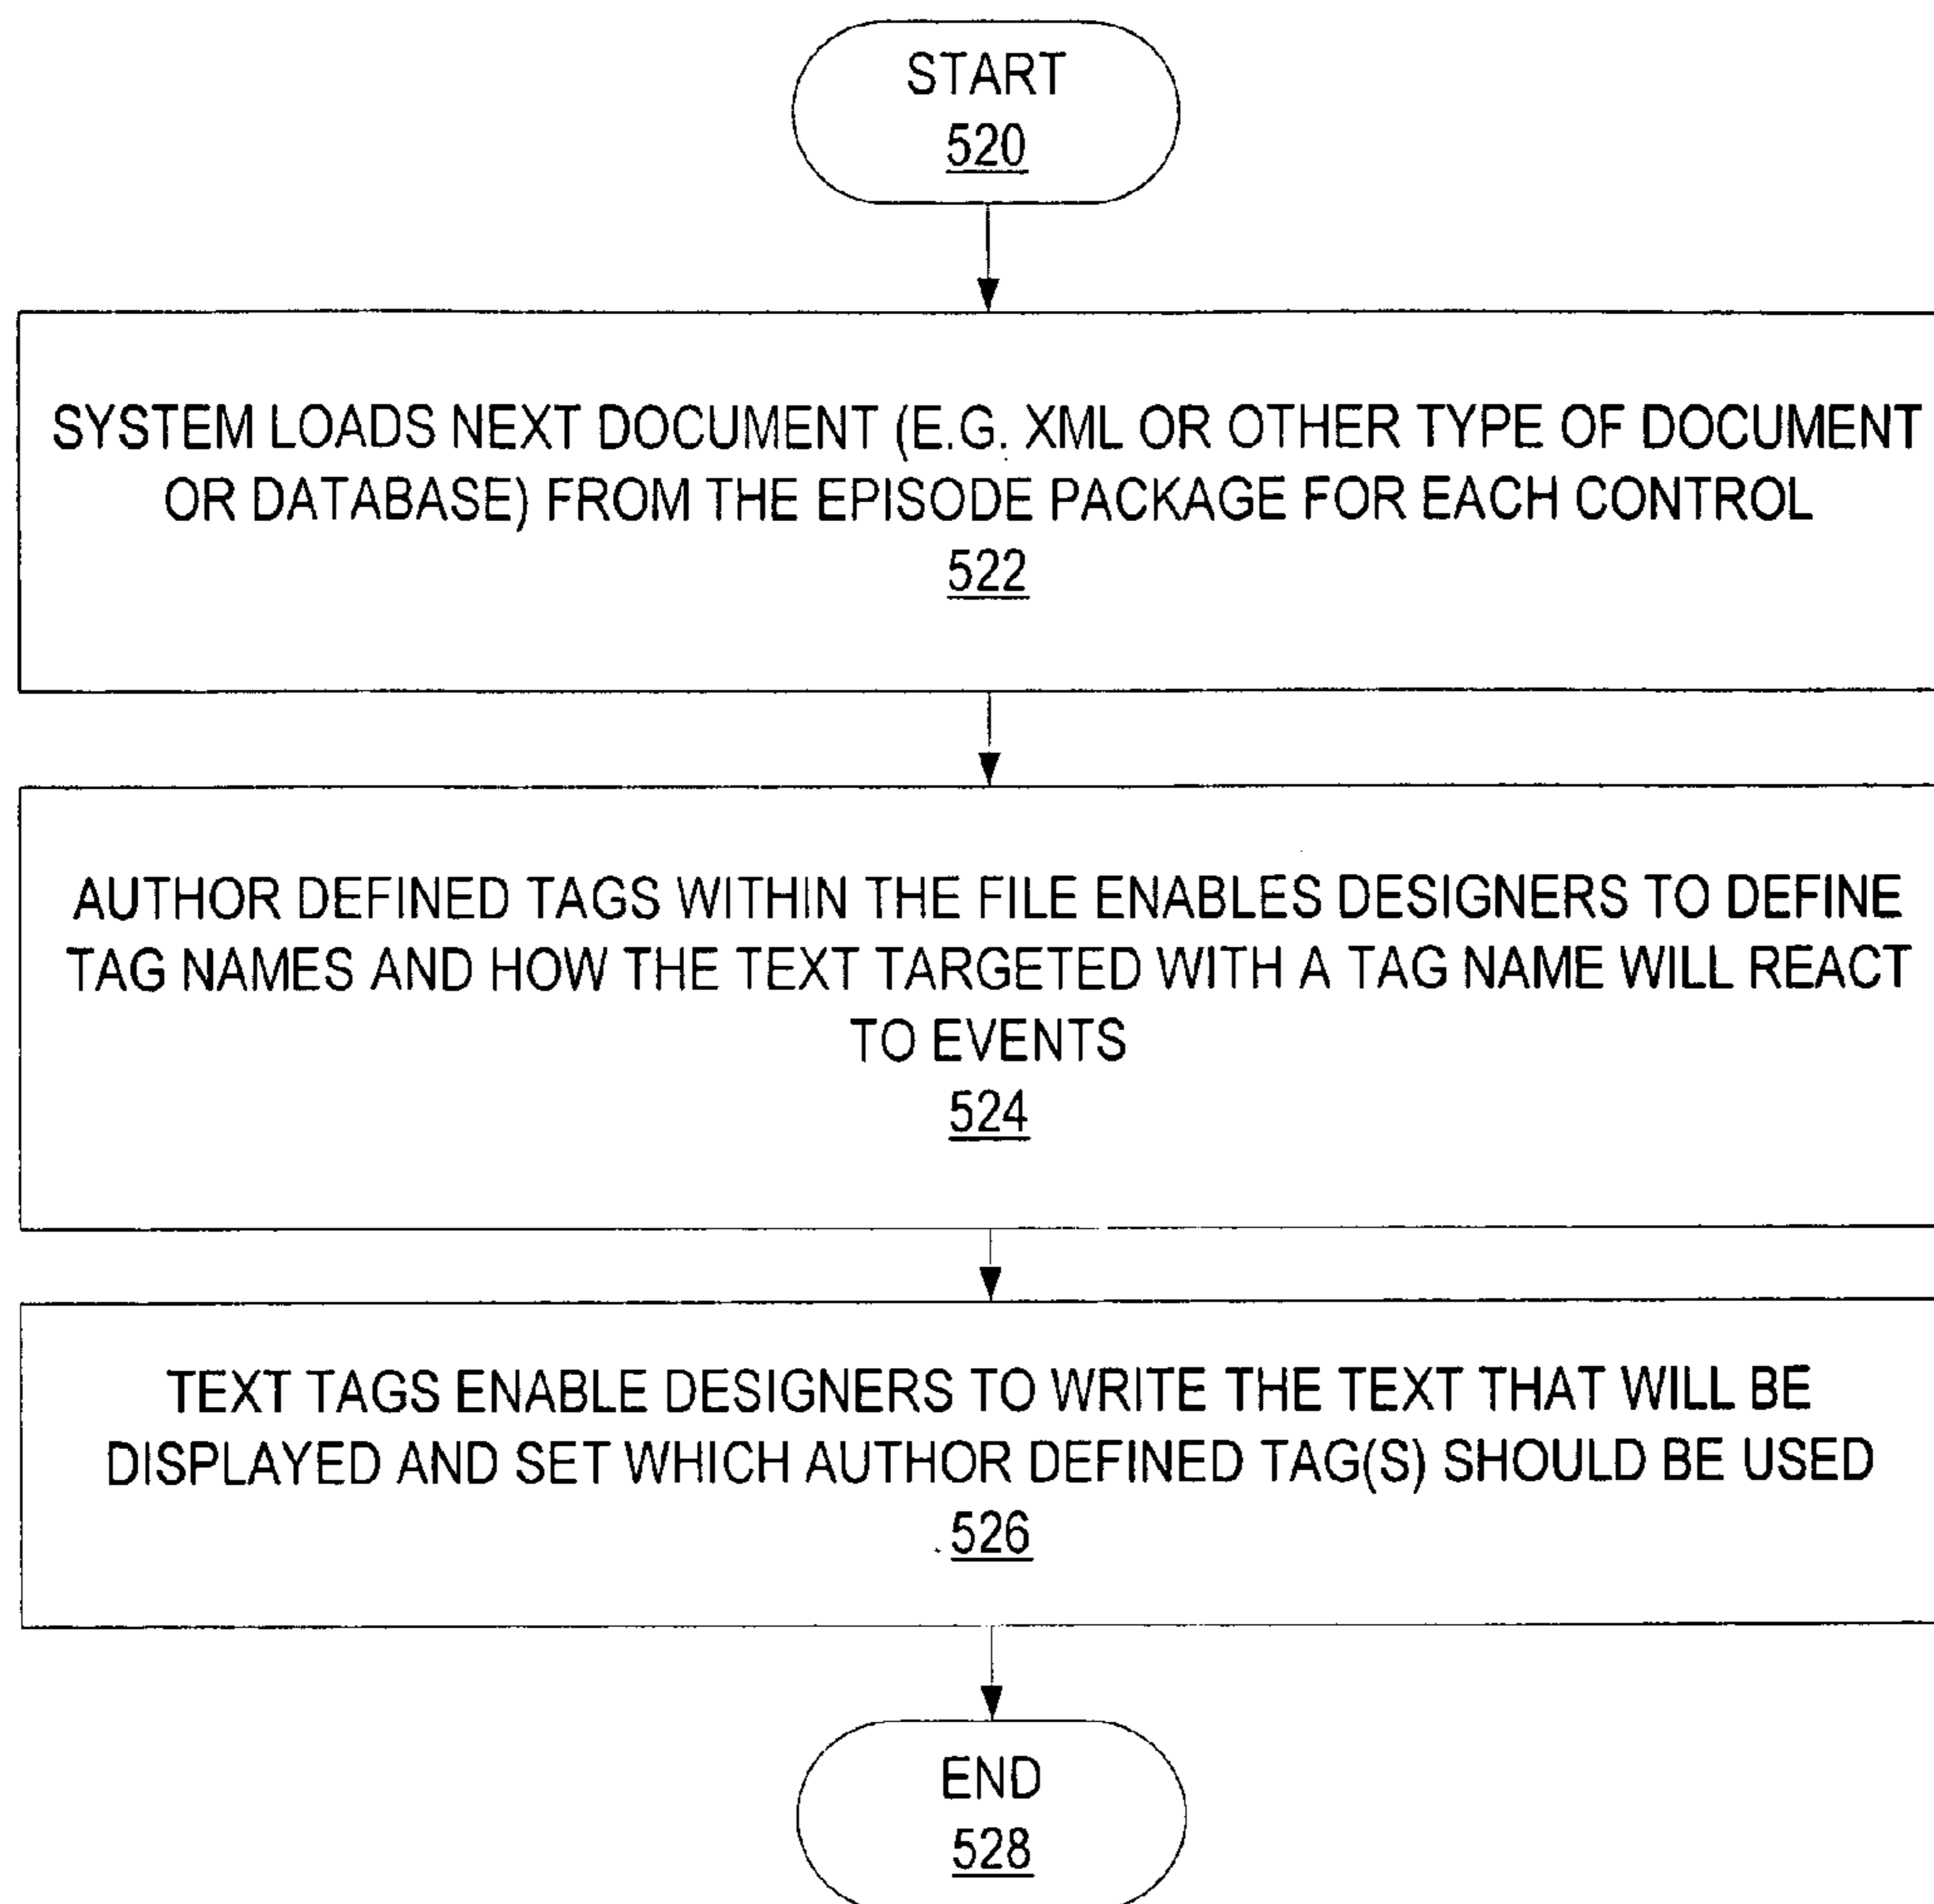 START
520
SYSTEM LOADS NEXT DOCUMENT (E.G. XML OR OTHER TYPE OF DOCUMENT
OR DATABASE) FROM THE EPISODE PACKAGE FOR EACH CONTROL
522
AUTHOR DEFINED TAGS WITHIN THE FILE ENABLES DESIGNERS TO DEFINE
TAG NAMES AND HOW THE TEXT TARGETED WITH A TAG NAME WILL REACT
TO EVENTS
524
TEXT TAGS ENABLE DESIGNERS TO WRITE THE TEXT THAT WILL BE
DISPLAYED AND SET WHICH AUTHOR DEFINED TAG(S) SHOULD BE USED
526
END
528